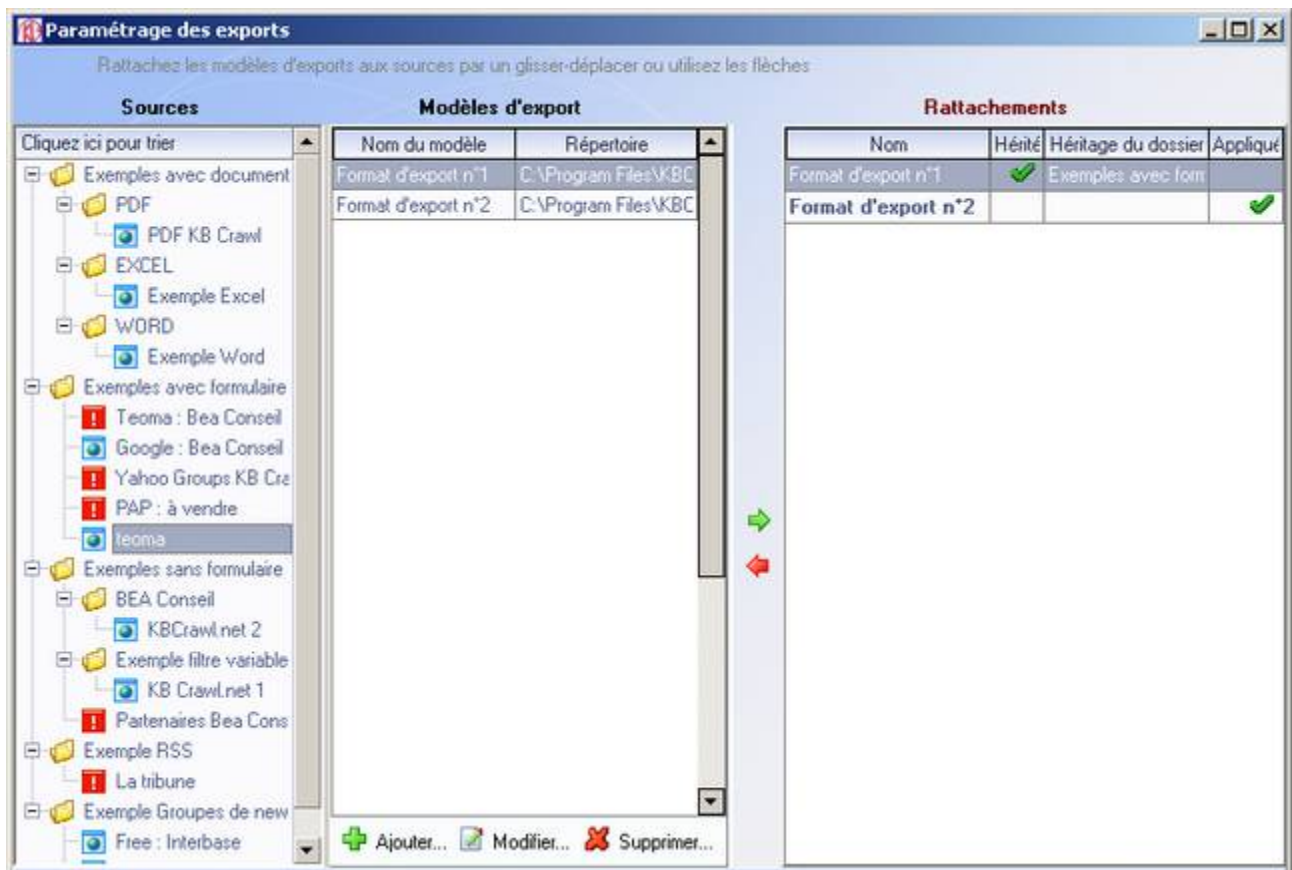 Paramétrage des exports
Rattachez les modèles d'exports aux sources par un glisser-déplacer ou utilisez les flèches
Sources
Cliquez ici pour trier
Exemples avec document
PDF
PDF KB Crawl
EXCEL
Exemple Excel
WORD
Exemple Word
Exemples avec formulaire
Teoma : Bea Conseil
Google : Bea Conseil
Yahoo Groups KB Cra
PAP : à vendre
teoma
Exemples sans formulaire
BEA Conseil
KBCrawl.net 2
Exemple filtre variable
KB Crawl.net 1
Partenaires Bea Cons
Exemple RSS
La tribune
Exemple Groupes de new
Free : Interbase
Modèles d'export
Nom du modèle Répertoire
Format d'export n°1 C:\Program Files\KBC
Format d'export n°2 C:\Program Files\KBC
Ajouter... Modifier... Supprimer...
Rattachements
Nom Hérité Héritage du dossier Appliqué
Format d'export n°1 Exemples avec form
Format d'export n°2